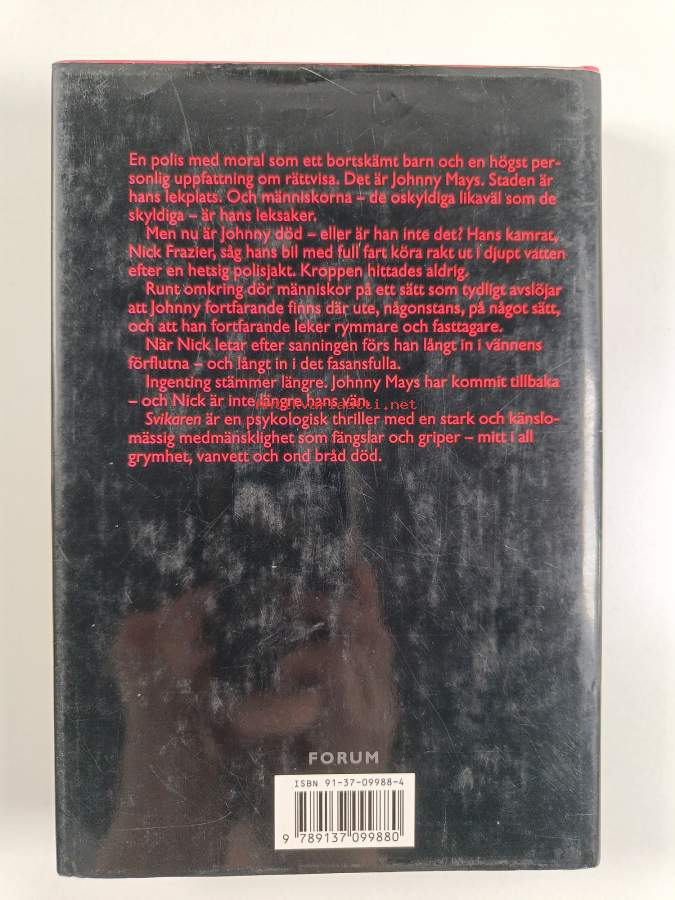 En polis med moral som ett bortskämt barn och en högst per-
sonlig uppfattning om rättvisa. Det är Johnny Mays. Staden är
hans lekplats. Och människorna – de oskyldiga likaväl som de
skyldiga – är hans leksaker.
Men nu är Johnny död – eller är han inte det? Hans kamrat,
Nick Frazier, såg hans bil med full fart köra rakt ut i djupt vatten
efter en hetsig polisjakt. Kroppen hittades aldrig.
Runt omkring dör människor på ett sätt som tydligt avslöjar
att Johnny fortfarande finns där ute, någonstans, på något sätt,
och att han fortfarande leker rymmare och fasttagare.
När Nick letar efter sanningen förs han långt in i vännens
förflutna – och långt in i det fasansfulla.
Ingenting stämmer längre. Johnny Mays har kommit tillbaka
– och Nick är inte längre hans vän.
Svikaren är en psykologisk thriller med en stark och känslo-
mässig medmänsklighet som fängslar och griper – mitt i all
grymhet, vanvett och ond bråd död.
FORUM
ISBN 91-37-09988-4
9 789137 099880